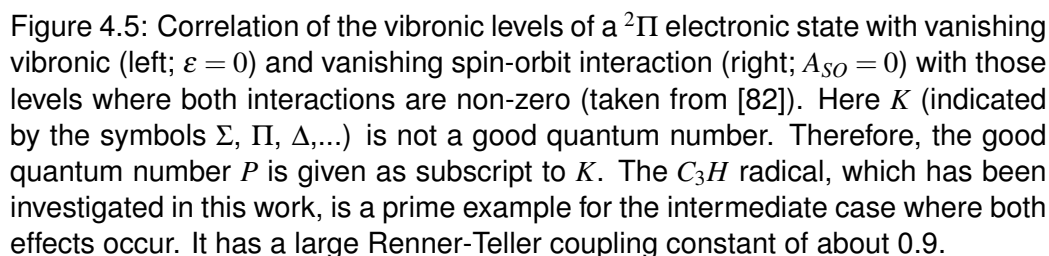 Figure 4.5: Correlation of the vibronic levels of a ²Π electronic state with vanishing
vibronic (left; ε = 0) and vanishing spin-orbit interaction (right; A_SO = 0) with those
levels where both interactions are non-zero (taken from [82]). Here K (indicated
by the symbols Σ, Π, Δ,...) is not a good quantum number. Therefore, the good
quantum number P is given as subscript to K. The C₃H radical, which has been
investigated in this work, is a prime example for the intermediate case where both
effects occur. It has a large Renner-Teller coupling constant of about 0.9.